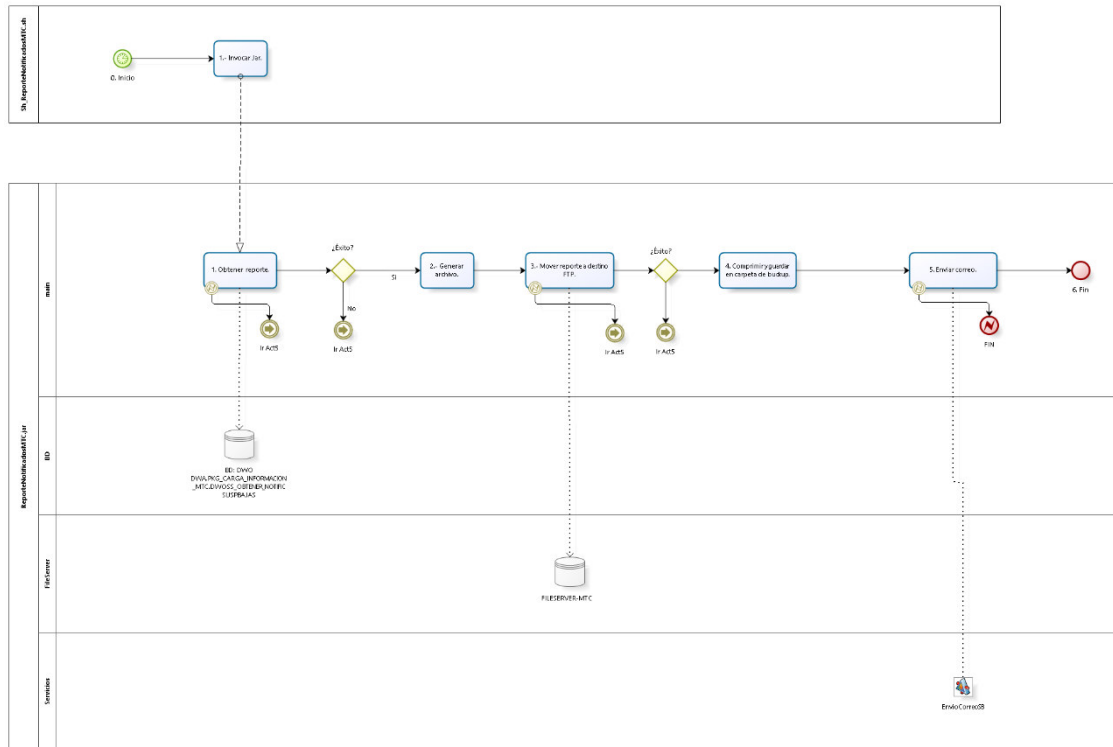 Sh_ReporteNotificadosMTC.sh
0. Inicio
1.- Invocar Jar.
ReporteNotificadosMTC.jar
main
1. Obtener reporte.
Ir Act5
¿Éxito?
Si
No
Ir Act5
2.- Generar
archivo.
3.- Mover reporte a destino
FTP.
Ir Act5
¿Éxito?
Ir Act5
4. Comprimir y guardar
en carpeta de
5. Enviar correo.
FIN
6. Fin
BD
BD: DWO
DWA.PKG_CARGA_INFORMACION
_MTC.DWOSS_OBTENER_NOTIFIC
SUSPBAJAS
FileServer
FILESERVER-MTC
Servicios
EnvioCorreoSB